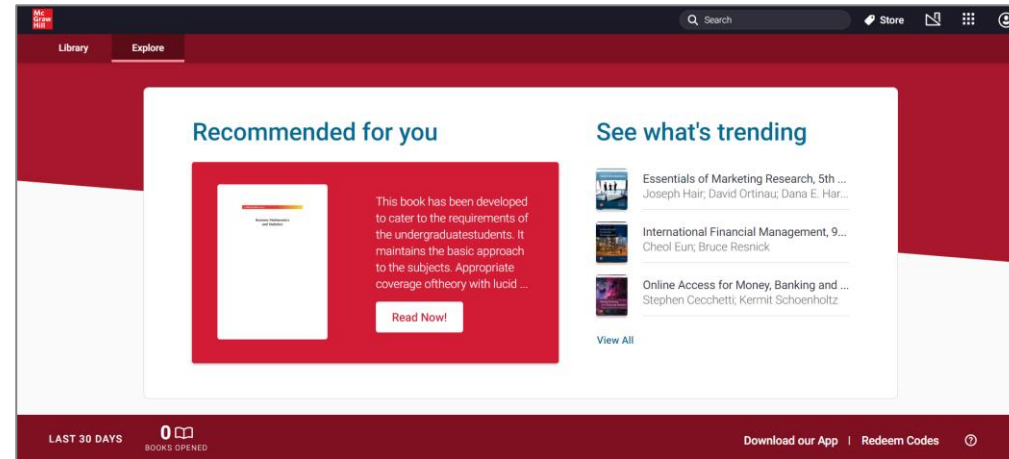 Mc
Graw
Hill
Search
Store
Library
Explore
Recommended for you
This book has been developed
to cater to the requirements of
the undergraduatestudents. It
maintains the basic approach
to the subjects. Appropriate
coverage oftheory with lucid ...
Read Now!
Business Mathematics
and Statistics
See what's trending
Essentials of Marketing Research, 5th ...
Joseph Hair; David Ortinau; Dana E. Har...
International Financial Management, 9...
Cheol Eun; Bruce Resnick
Online Access for Money, Banking and ...
Stephen Cecchetti; Kermit Schoenholtz
View All
LAST 30 DAYS
0
BOOKS OPENED
Download our App | Redeem Codes